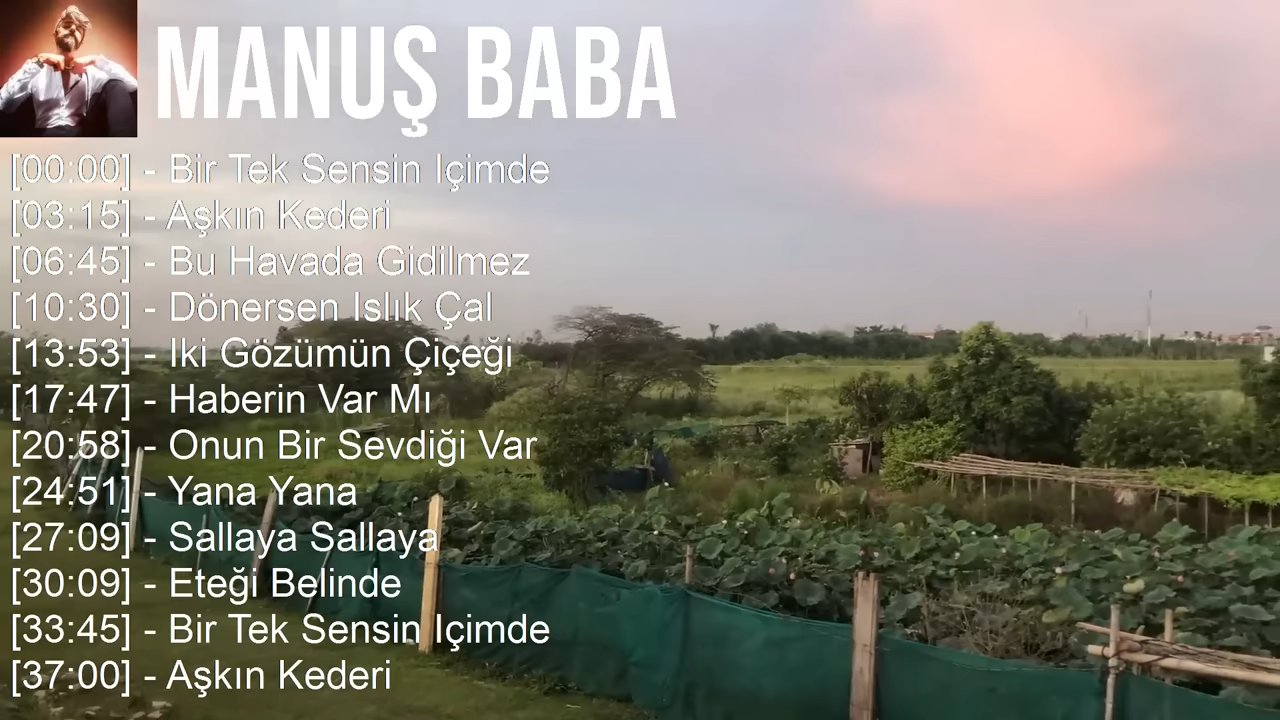 MANUŞ BABA
[00:00] - Bir Tek Sensin Içimde
[03:15] - Aşkın Kederi
[06:45] - Bu Havada Gidilmez
[10:30] - Dönersen Islık Çal
[13:53] - Iki Gözümün Çiçeği
[17:47] - Haberin Var Mı
[20:58] - Onun Bir Sevdiği Var
[24:51] - Yana Yana
[27:09] - Sallaya Sallaya
[30:09] - Eteği Belinde
[33:45] - Bir Tek Sensin Içimde
[37:00] - Aşkın Kederi